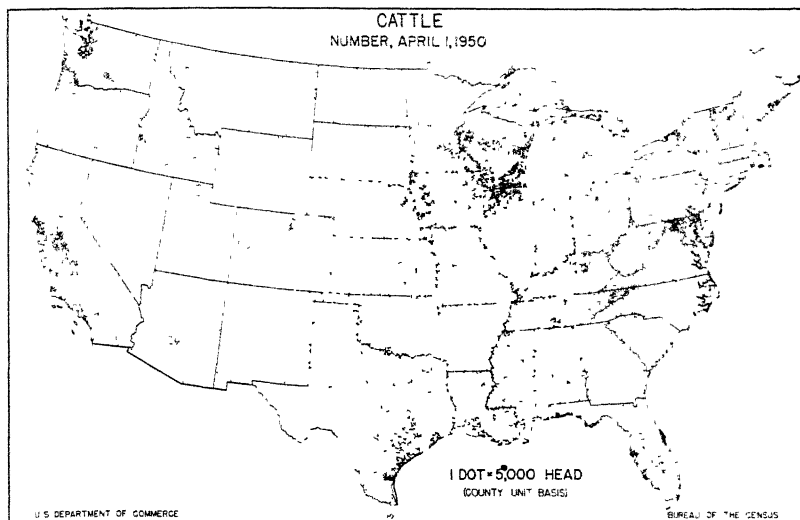 CATTLE
NUMBER, APRIL 1, 1950
1 DOT=5,000 HEAD
(COUNTY UNIT BASIS)
U S DEPARTMENT OF COMMERCE
BUREAU OF THE CENSUS